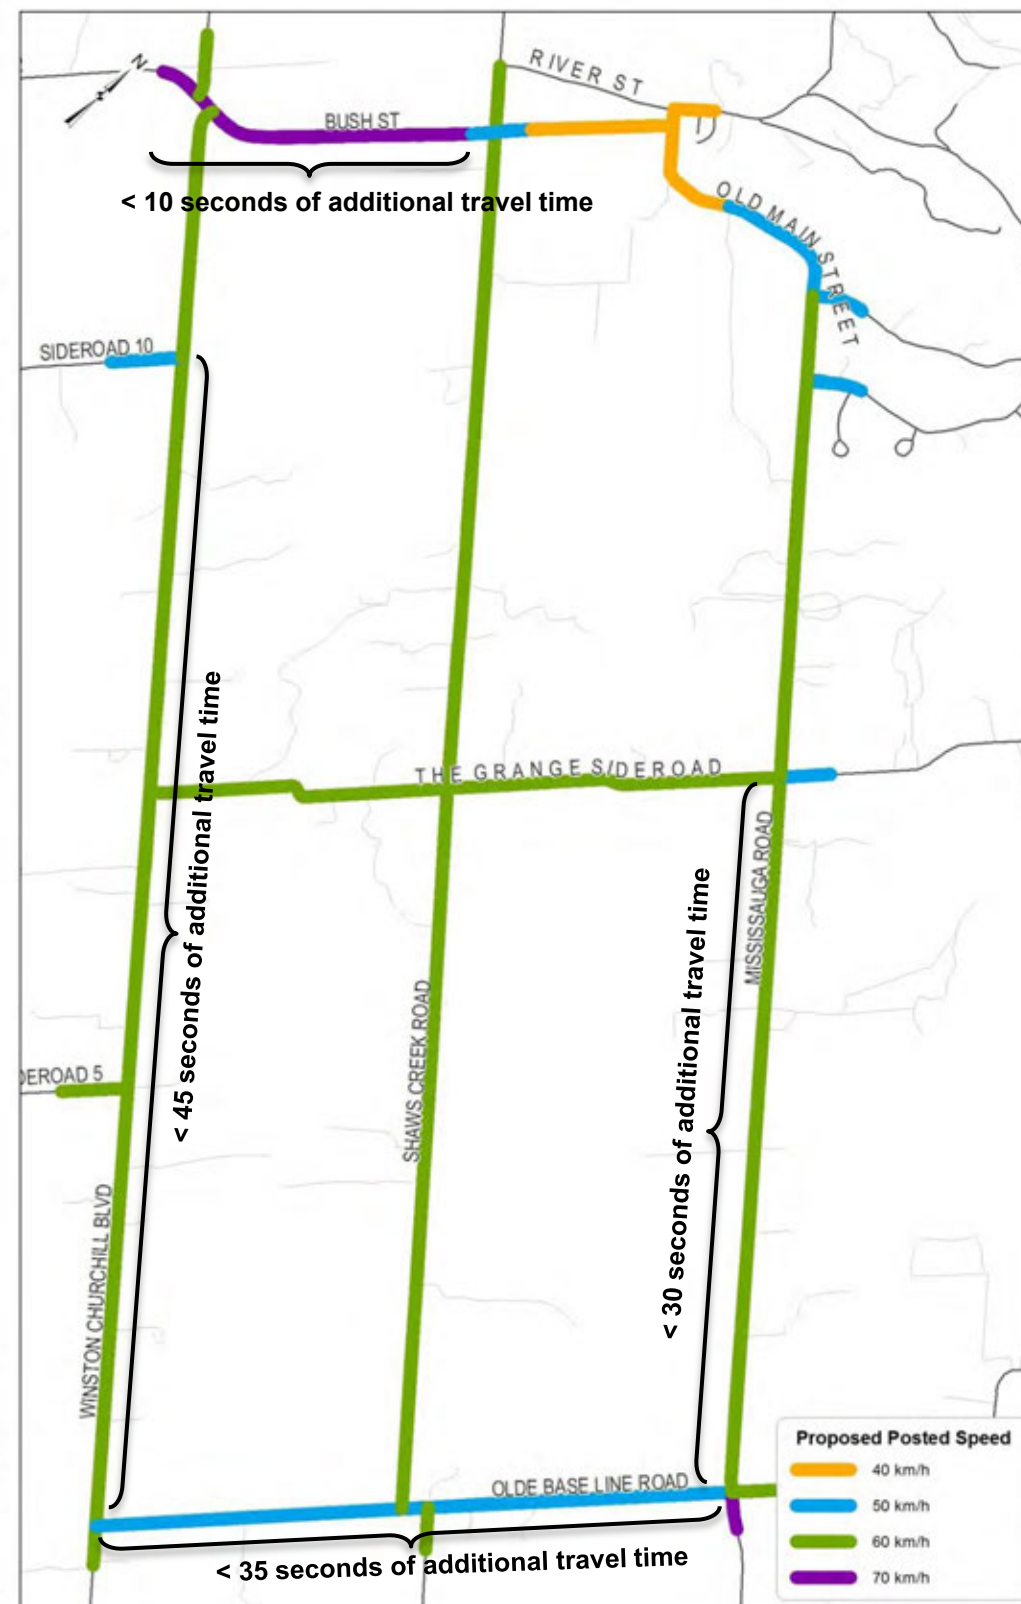 N
RIVER ST
BUSH ST
< 10 seconds of additional travel time
OLD MAIN STREET
SIDEROAD 10
< 45 seconds of additional travel time
THE GRANGE SIDEROAD
MISSISSAUGA ROAD
< 30 seconds of additional travel time
SHAWS CREEK ROAD
DEROAD 5
WINSTON CHURCHILL BLVD
OLDE BASE LINE ROAD
< 35 seconds of additional travel time
Proposed Posted Speed
40 km/h
50 km/h
60 km/h
70 km/h